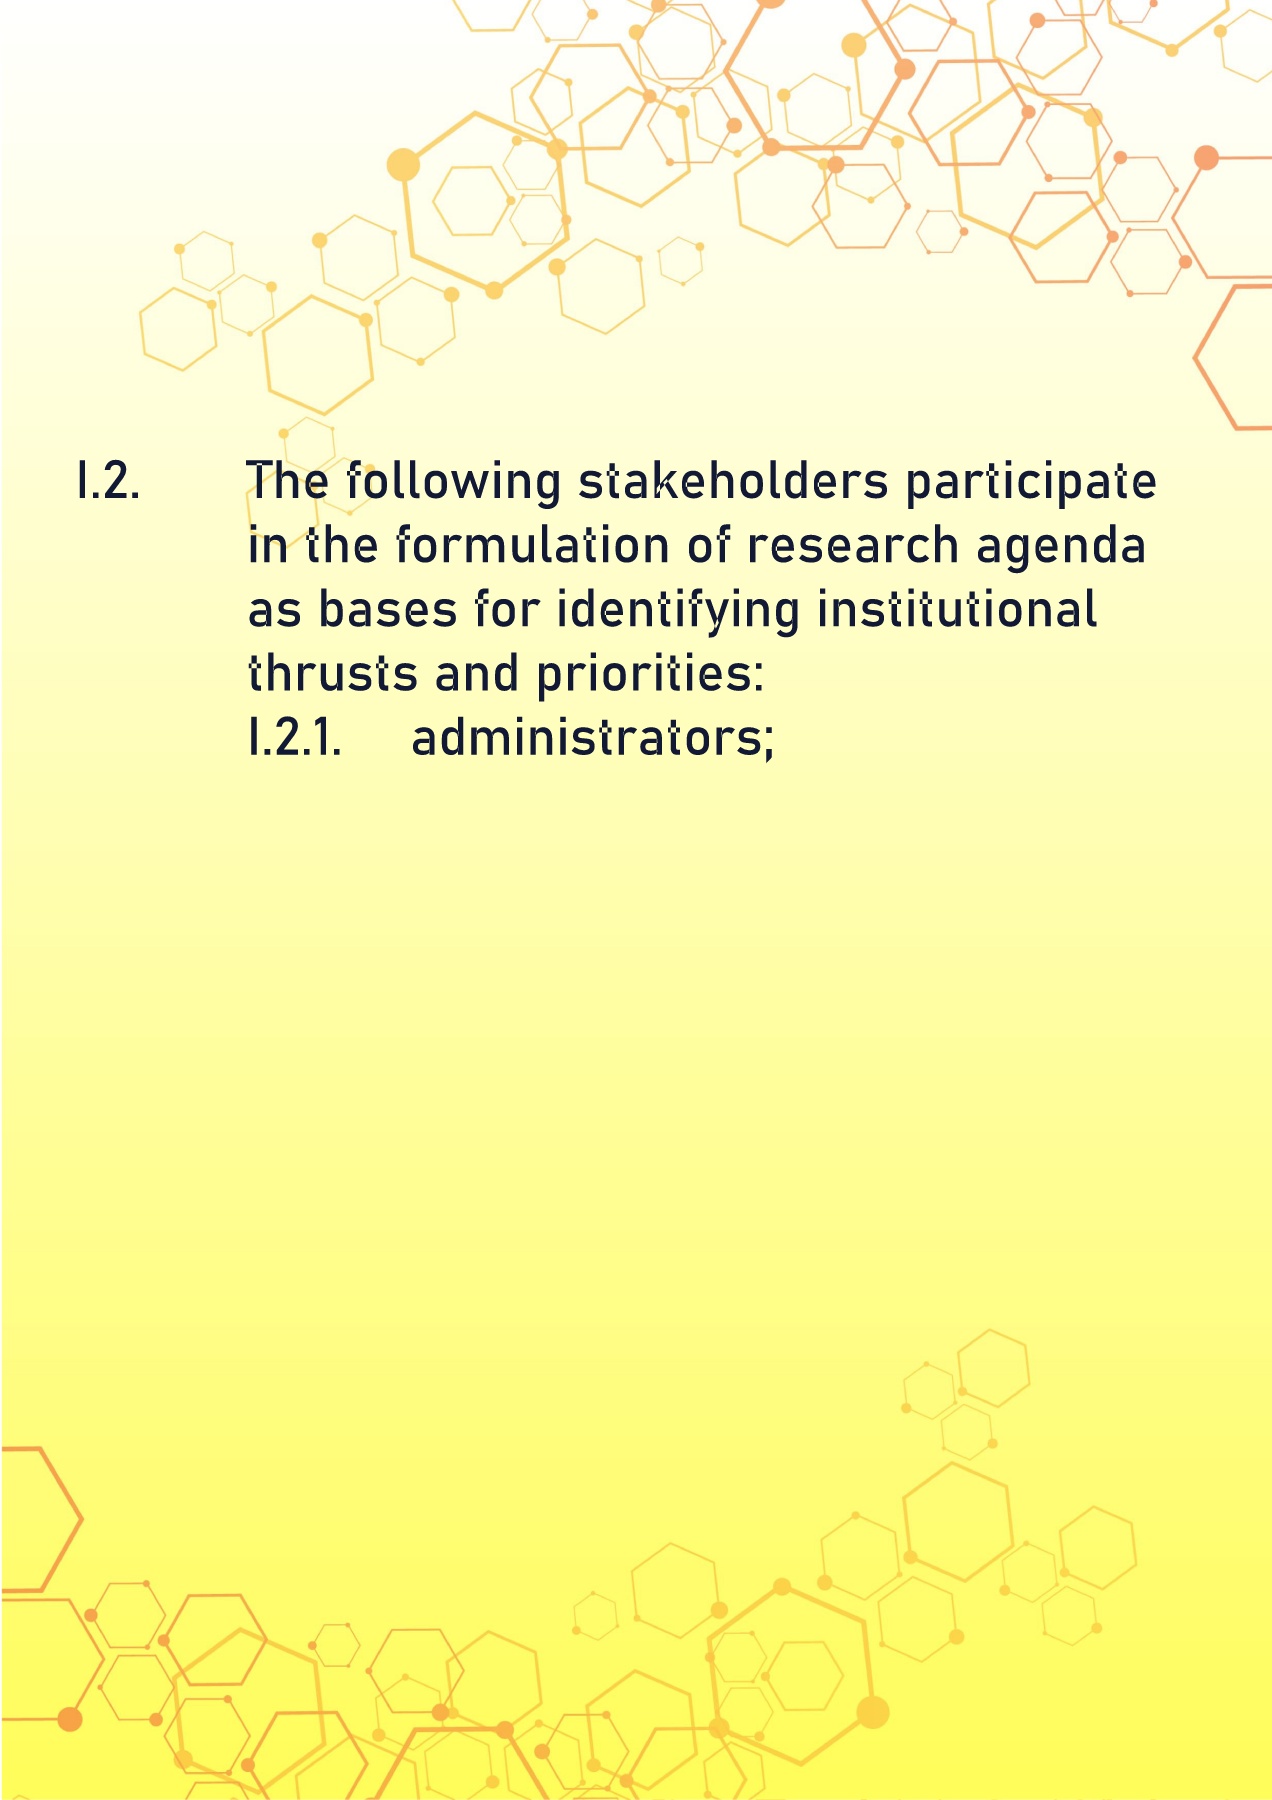 I.2. The following stakeholders participate
in the formulation of research agenda
as bases for identifying institutional
thrusts and priorities:
I.2.1. administrators;